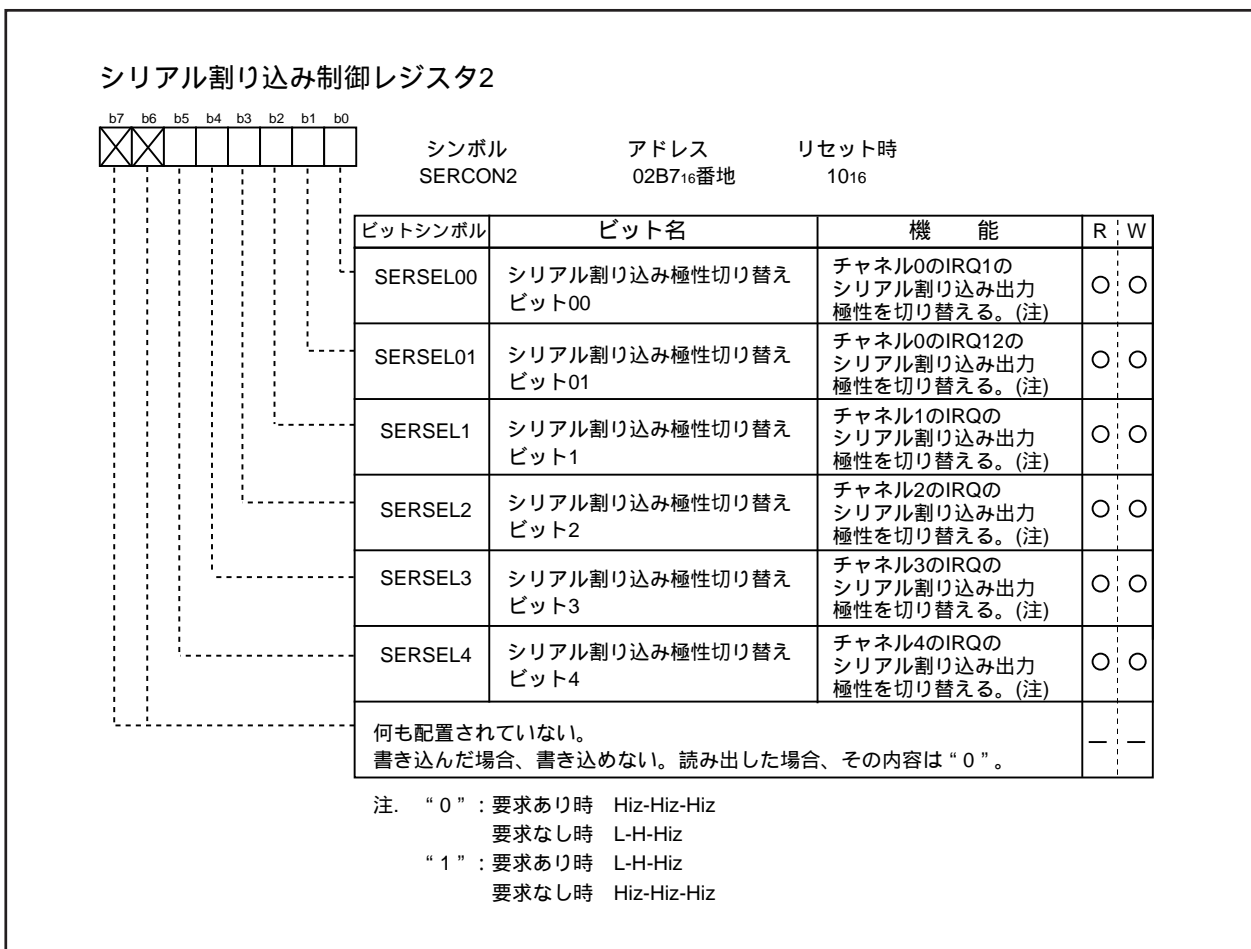 シリアル割り込み制御レジスタ2
b7 b6 b5 b4 b3 b2 b1 b0
シンボル アドレス リセット時
SERCON2 02B716番地 1016
ビットシンボル ビット名 機 能 R W
SERSEL00 シリアル割り込み極性切り替え
ビット00
チャネル0のIRQ1の
シリアル割り込み出力
極性を切り替える。(注)
○ ○
SERSEL01 シリアル割り込み極性切り替え
ビット01
チャネル0のIRQ12の
シリアル割り込み出力
極性を切り替える。(注)
○ ○
SERSEL1 シリアル割り込み極性切り替え
ビット1
チャネル1のIRQの
シリアル割り込み出力
極性を切り替える。(注)
○ ○
SERSEL2 シリアル割り込み極性切り替え
ビット2
チャネル2のIRQの
シリアル割り込み出力
極性を切り替える。(注)
○ ○
SERSEL3 シリアル割り込み極性切り替え
ビット3
チャネル3のIRQの
シリアル割り込み出力
極性を切り替える。(注)
○ ○
SERSEL4 シリアル割り込み極性切り替え
ビット4
チャネル4のIRQの
シリアル割り込み出力
極性を切り替える。(注)
○ ○
何も配置されていない。
書き込んだ場合、書き込めない。読み出した場合、その内容は“0”。
― ―
注. “0”:要求あり時 Hiz-Hiz-Hiz
要求なし時 L-H-Hiz
“1”:要求あり時 L-H-Hiz
要求なし時 Hiz-Hiz-Hiz